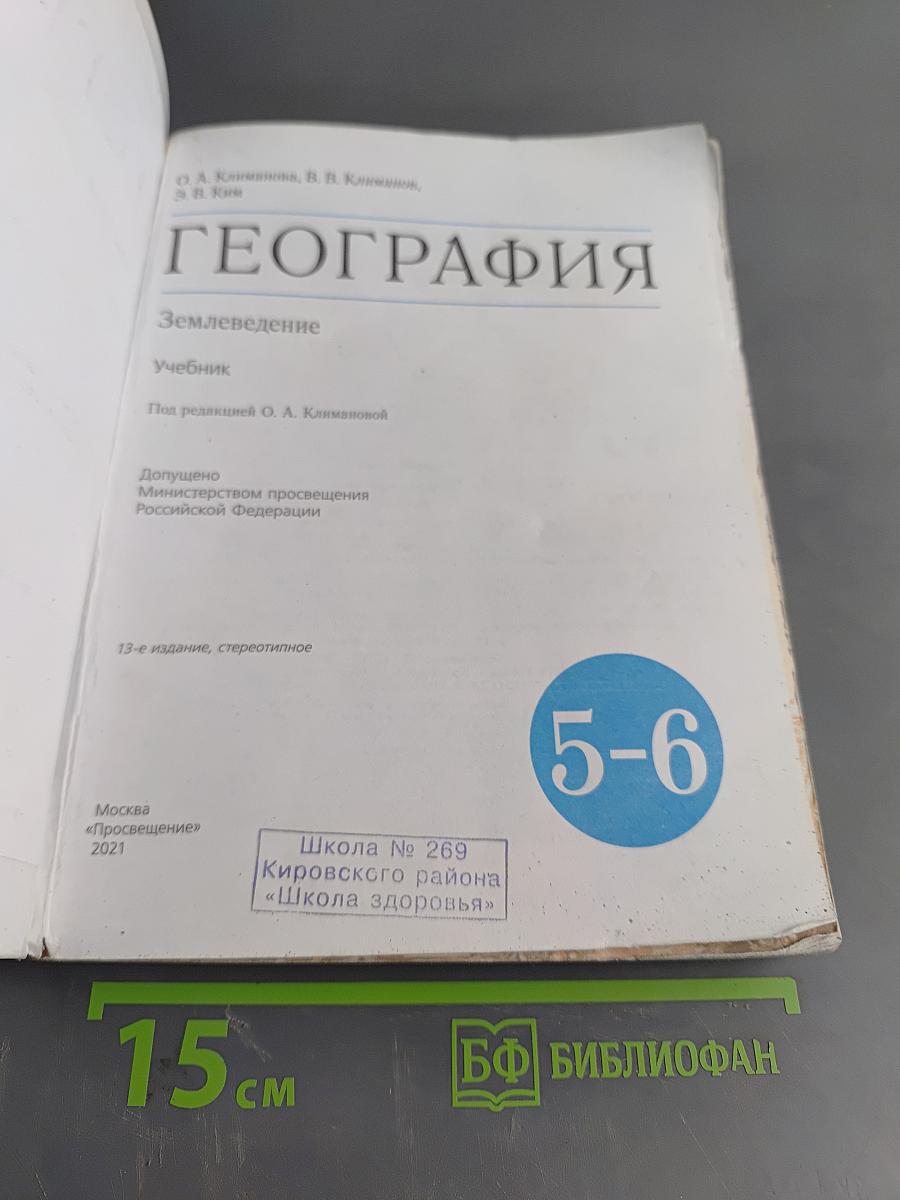 О. А. Климанова, В. В. Климанов,
Э. В. Ким
ГЕОГРАФИЯ
Землеведение
Учебник
Под редакцией О. А. Климановой
Допущено
Министерством просвещения
Российской Федерации
13-е издание, стереотипное
5–6
Москва
«Просвещение»
2021
Школа № 269
Кировского района
«Школа здоровья»
15 см
БФ БИБЛИОФАН